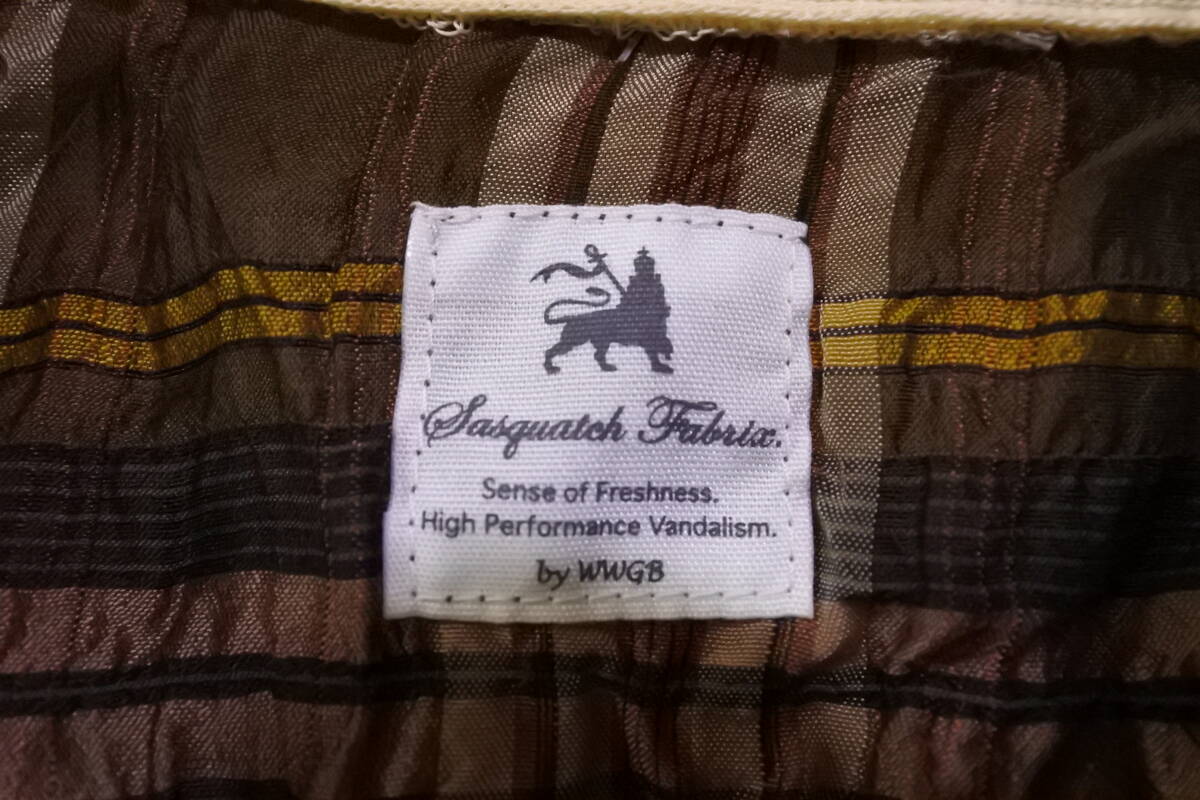 Sasquatch Fabrix.
Sense of Freshness.
High Performance Vandalism.
by WWGB